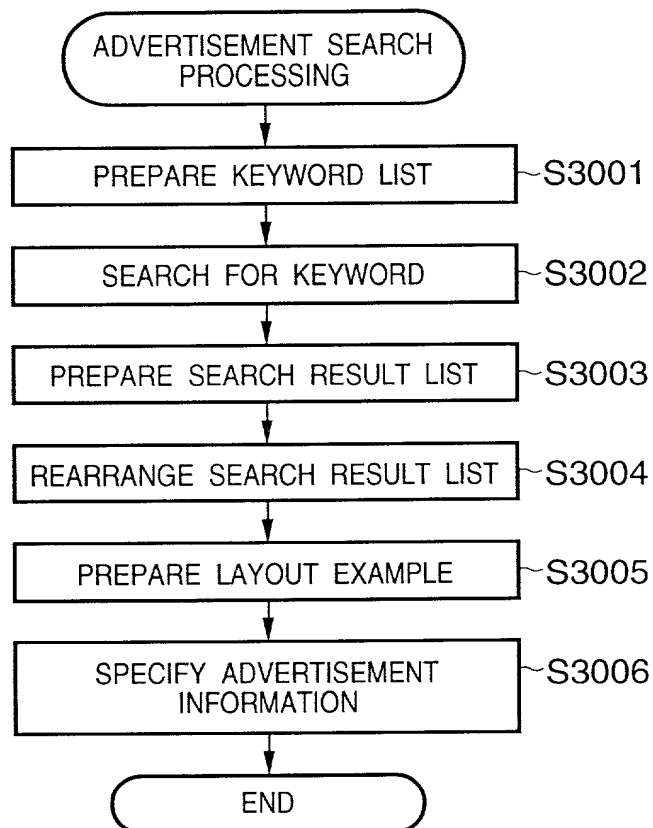 ADVERTISEMENT SEARCH
PROCESSING
PREPARE KEYWORD LIST
S3001
SEARCH FOR KEYWORD
S3002
PREPARE SEARCH RESULT LIST
S3003
REARRANGE SEARCH RESULT LIST
S3004
PREPARE LAYOUT EXAMPLE
S3005
SPECIFY ADVERTISEMENT
INFORMATION
S3006
END